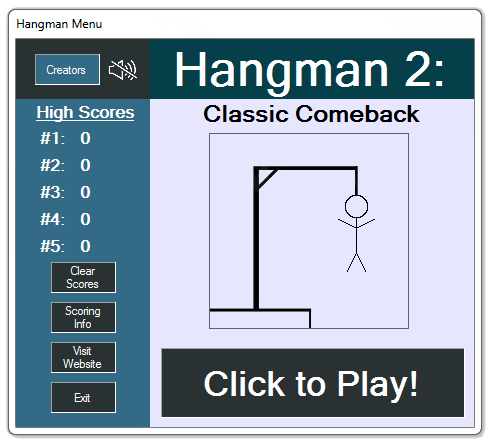 Hangman Menu
Creators
Hangman 2:
High Scores
Classic Comeback
#1: 0
#2: 0
#3: 0
#4: 0
#5: 0
Clear
Scores
Scoring
Info
Visit
Website
Exit
Click to Play!